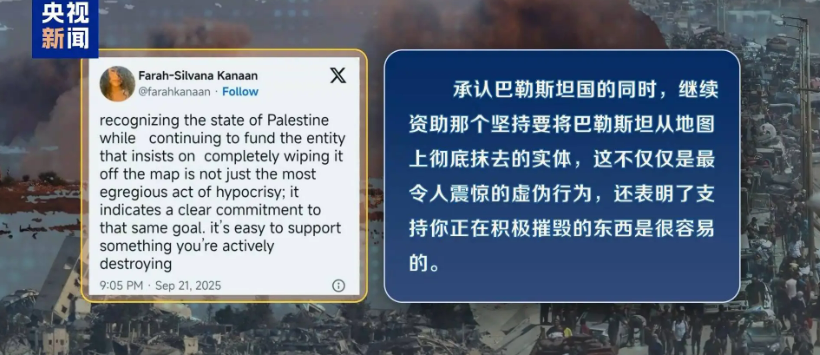 央视
新闻
Farah-Silvana Kanaan
@farahkanaan · Follow
X
recognizing the state of Palestine
while continuing to fund the entity
that insists on completely wiping it
off the map is not just the most
egregious act of hypocrisy; it
indicates a clear commitment to
that same goal. it's easy to support
something you're actively
destroying
9:05 PM · Sep 21, 2025
承认巴勒斯坦国的同时，继续
资助那个坚持要将巴勒斯坦从地图
上彻底抹去的实体，这不仅仅是最
令人震惊的虚伪行为，还表明了支
持你正在积极摧毁的东西是很容易
的。